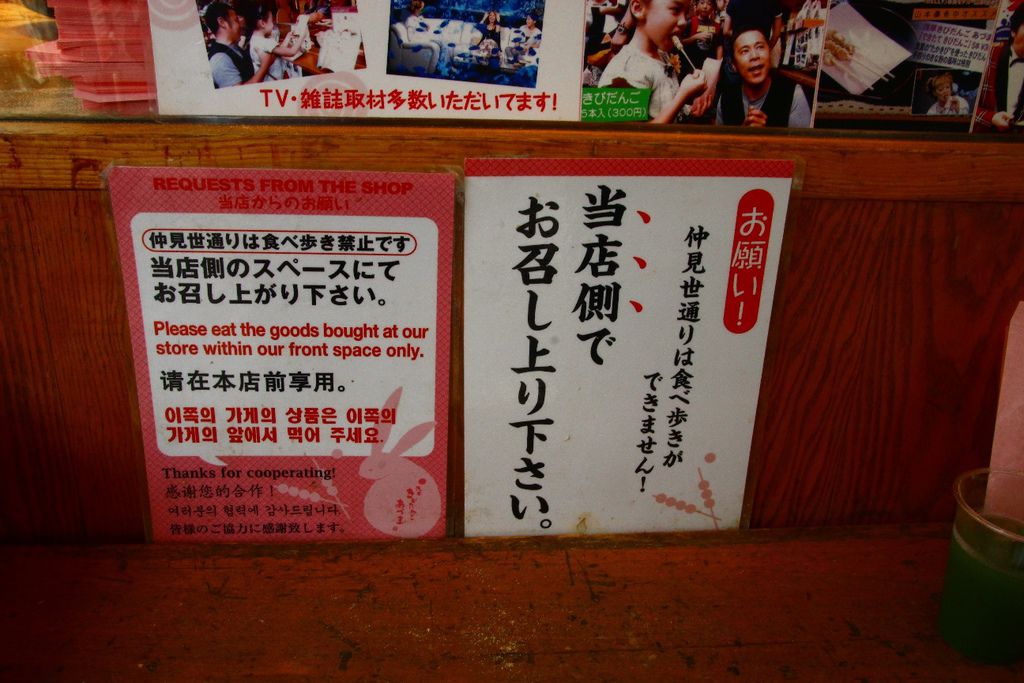 TV・雑誌取材多数いただいてます!
きびだんご
5本入(300円)
REQUESTS FROM THE SHOP
当店からのお願い
仲見世通りは食べ歩き禁止です
当店側のスペースにて
お召し上がり下さい。
Please eat the goods bought at our
store within our front space only.
请在本店前享用。
이쪽의 가게의 상품은 이쪽의
가게의 앞에서 먹어 주세요.
Thanks for cooperating!
感谢您的合作!
여러분의 협력에 감사드립니다.
皆様のご協力に感謝致します。
お願い!
仲見世通りは食べ歩きが
できません!
当店側で
お召し上り下さい。